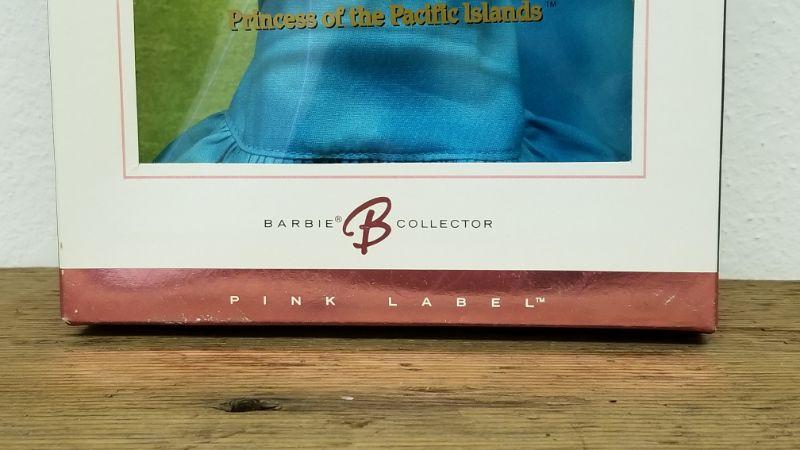 Princess of the Pacific Islands™
BARBIE® B COLLECTOR
PINK LABEL™